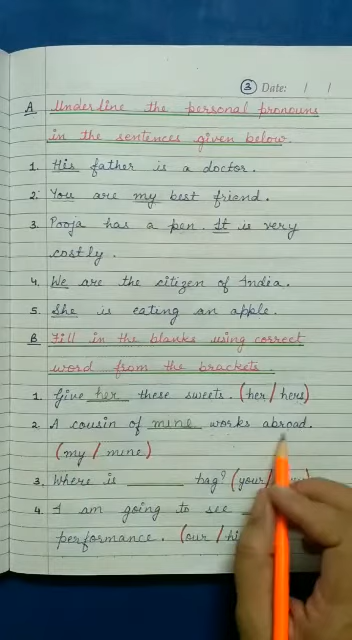 3 Date: / /
A Underline the personal pronouns
in the sentences given below.
1. His father is a doctor.
2. You are my best friend.
3. Pooja has a pen. It is very
costly.
4. We are the citizen of India.
5. She is eating an apple.
B Fill in the blanks using correct
word from the brackets.
1. Give her these sweets. (her/hers)
2. A cousin of mine works abroad.
(my/mine)
3. Where is ______ bag? (your/
4. I am going to see
performance. (our/